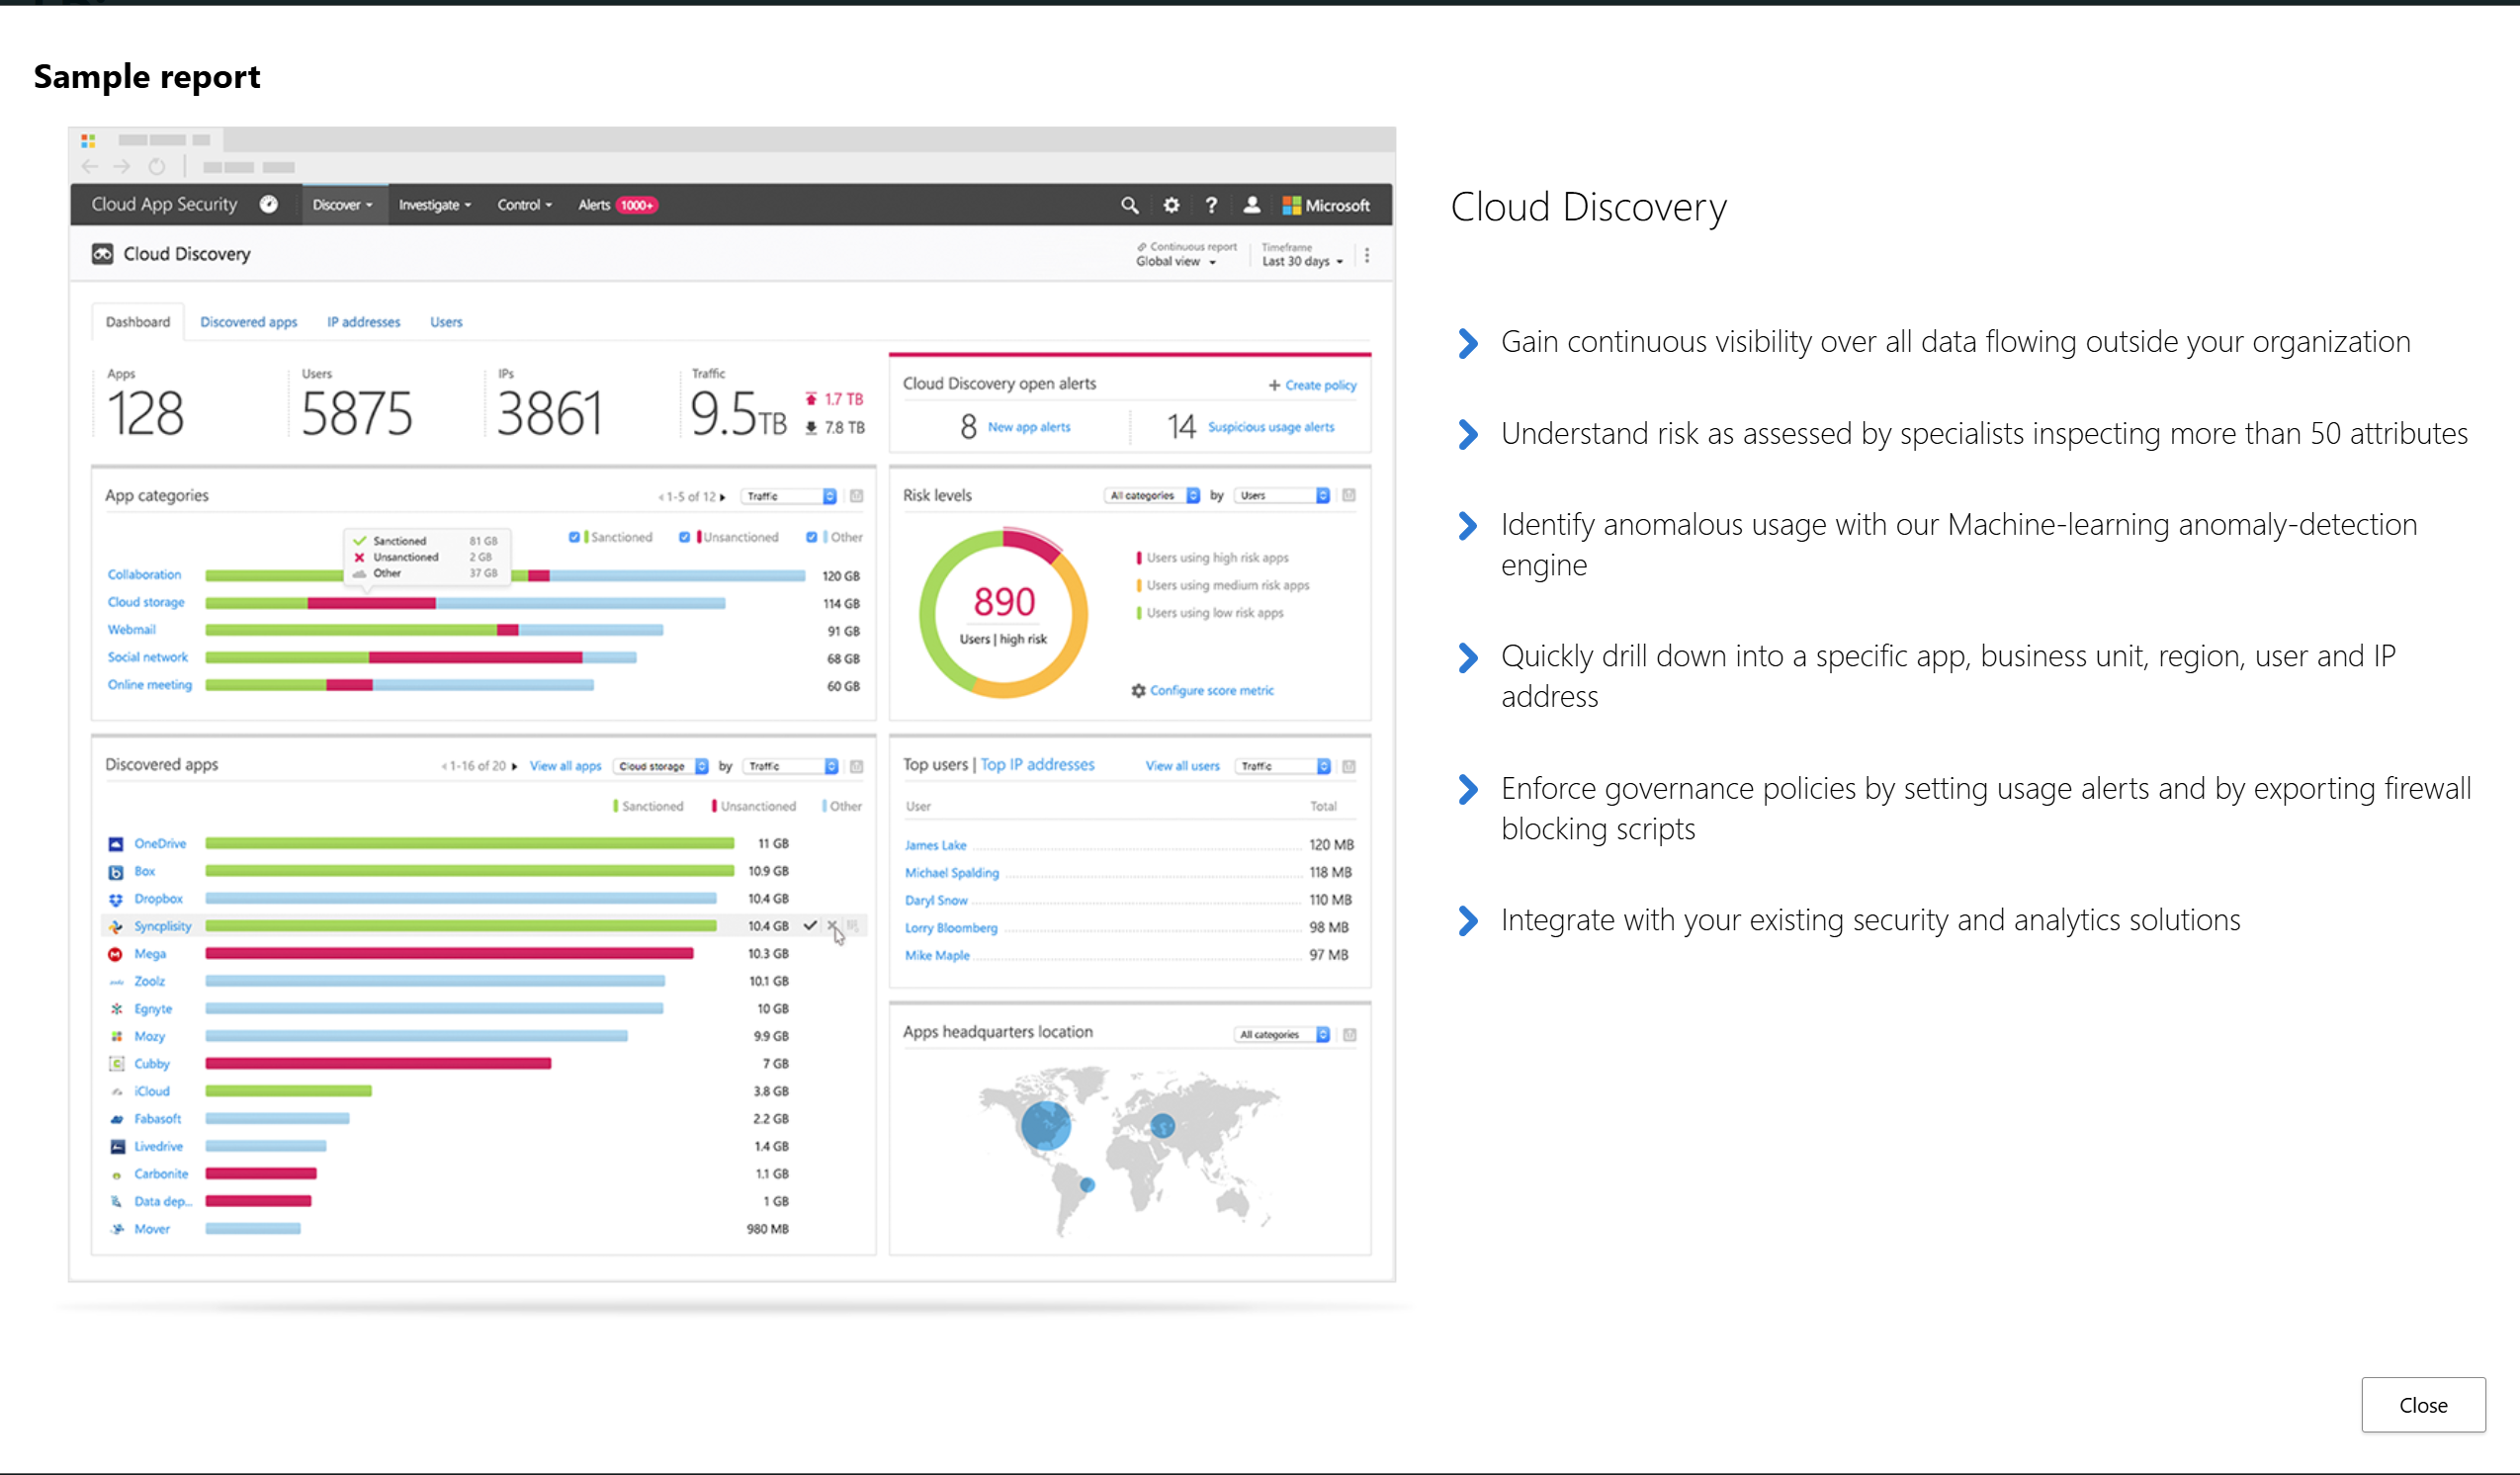 Sample report
Cloud App Security
Discover
Investigate
Control
Alerts 1000+
Microsoft
Cloud Discovery
Continuous report
Global view
Timeframe
Last 30 days
Dashboard
Discovered apps
IP addresses
Users
Apps
128
Users
5875
IPs
3861
Traffic
9.5TB
1.7 TB
7.8 TB
Cloud Discovery open alerts
+ Create policy
8 New app alerts
14 Suspicious usage alerts
App categories
1-5 of 12
Traffic
Sanctioned
Unsanctioned
Other
Sanctioned 81 GB
Unsanctioned 2 GB
Other 37 GB
Collaboration 120 GB
Cloud storage 114 GB
Webmail 91 GB
Social network 68 GB
Online meeting 60 GB
Risk levels
All categories by Users
890
Users | high risk
Users using high risk apps
Users using medium risk apps
Users using low risk apps
Configure score metric
Discovered apps
1-16 of 20
View all apps
Cloud storage by Traffic
Sanctioned
Unsanctioned
Other
OneDrive 11 GB
Box 10.9 GB
Dropbox 10.4 GB
Syncplisity 10.4 GB
Mega 10.3 GB
Zoolz 10.1 GB
Egnyte 10 GB
Mozy 9.9 GB
Cubby 7 GB
iCloud 3.8 GB
Fabasoft 2.2 GB
Livedrive 1.4 GB
Carbonite 1.1 GB
Data dep... 1 GB
Mover 980 MB
Top users | Top IP addresses
View all users
Traffic
User Total
James Lake 120 MB
Michael Spalding 118 MB
Daryl Snow 110 MB
Lorry Bloomberg 98 MB
Mike Maple 97 MB
Apps headquarters location
All categories
Cloud Discovery
Gain continuous visibility over all data flowing outside your organization
Understand risk as assessed by specialists inspecting more than 50 attributes
Identify anomalous usage with our Machine-learning anomaly-detection
engine
Quickly drill down into a specific app, business unit, region, user and IP
address
Enforce governance policies by setting usage alerts and by exporting firewall
blocking scripts
Integrate with your existing security and analytics solutions
Close